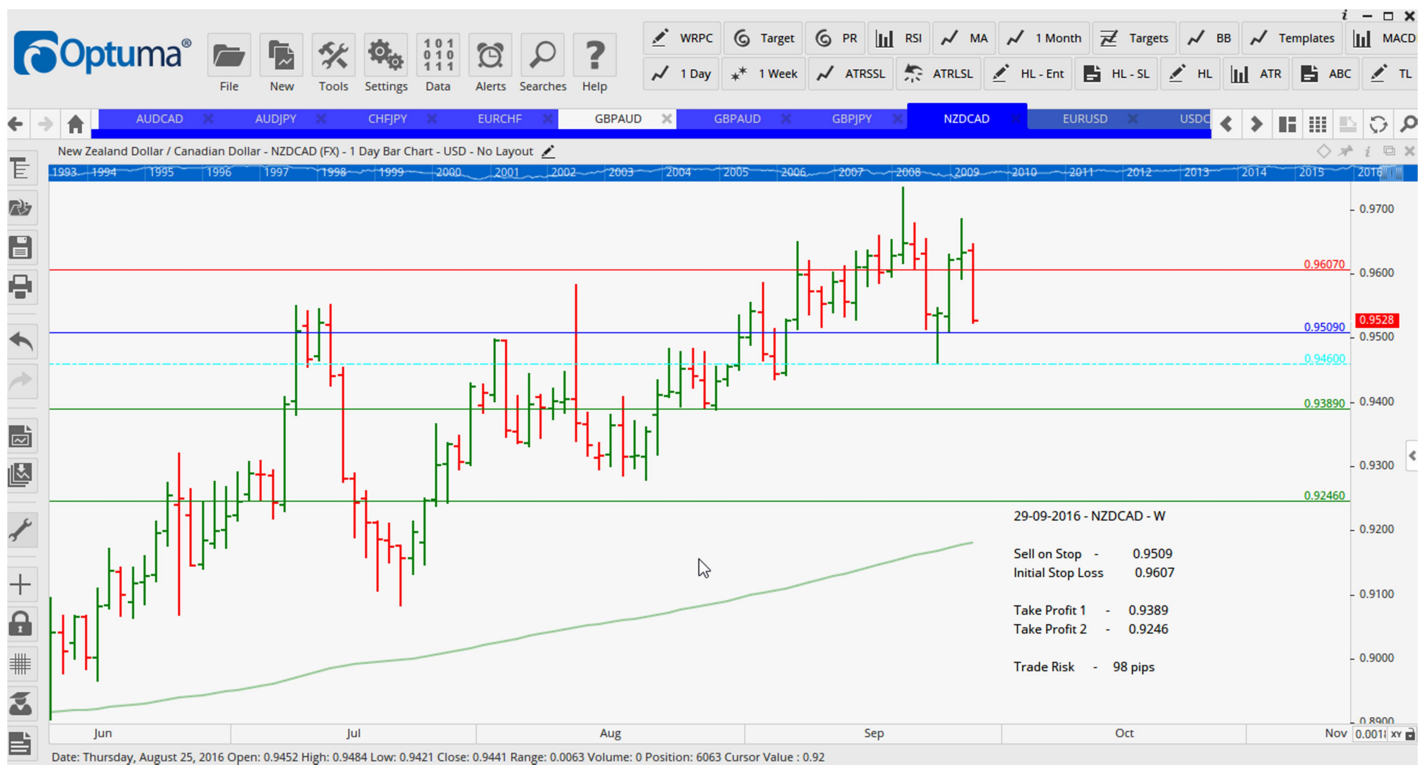 i
Optuma®
File New Tools Settings Data Alerts Searches Help
101
010
111
WRPC Target PR RSI MA 1 Month Targets BB Templates MACD
1 Day 1 Week ATRSSL ATRLSL HL - Ent HL - SL HL ATR ABC TL
AUDCAD AUDJPY CHFJPY EURCHF GBPAUD GBPAUD GBPJPY NZDCAD EURUSD USDC
New Zealand Dollar / Canadian Dollar - NZDCAD (FX) - 1 Day Bar Chart - USD - No Layout
i
1993 1994 1995 1996 1997 1998 1999 2000 2001 2002 2003 2004 2005 2006 2007 2008 2009 2010 2011 2012 2013 2014 2015 2016
0.9700
0.96070
0.9600
0.9528
0.95090
0.9500
0.94600
0.9400
0.93890
0.9300
0.92460
29-09-2016 - NZDCAD - W
0.9200
Sell on Stop - 0.9509
Initial Stop Loss 0.9607
0.9100
Take Profit 1 - 0.9389
Take Profit 2 - 0.9246
0.9000
Trade Risk - 98 pips
0.8900
Jun Jul Aug Sep Oct Nov
XY
Date: Thursday, August 25, 2016 Open: 0.9452 High: 0.9484 Low: 0.9421 Close: 0.9441 Range: 0.0063 Volume: 0 Position: 6063 Cursor Value : 0.92